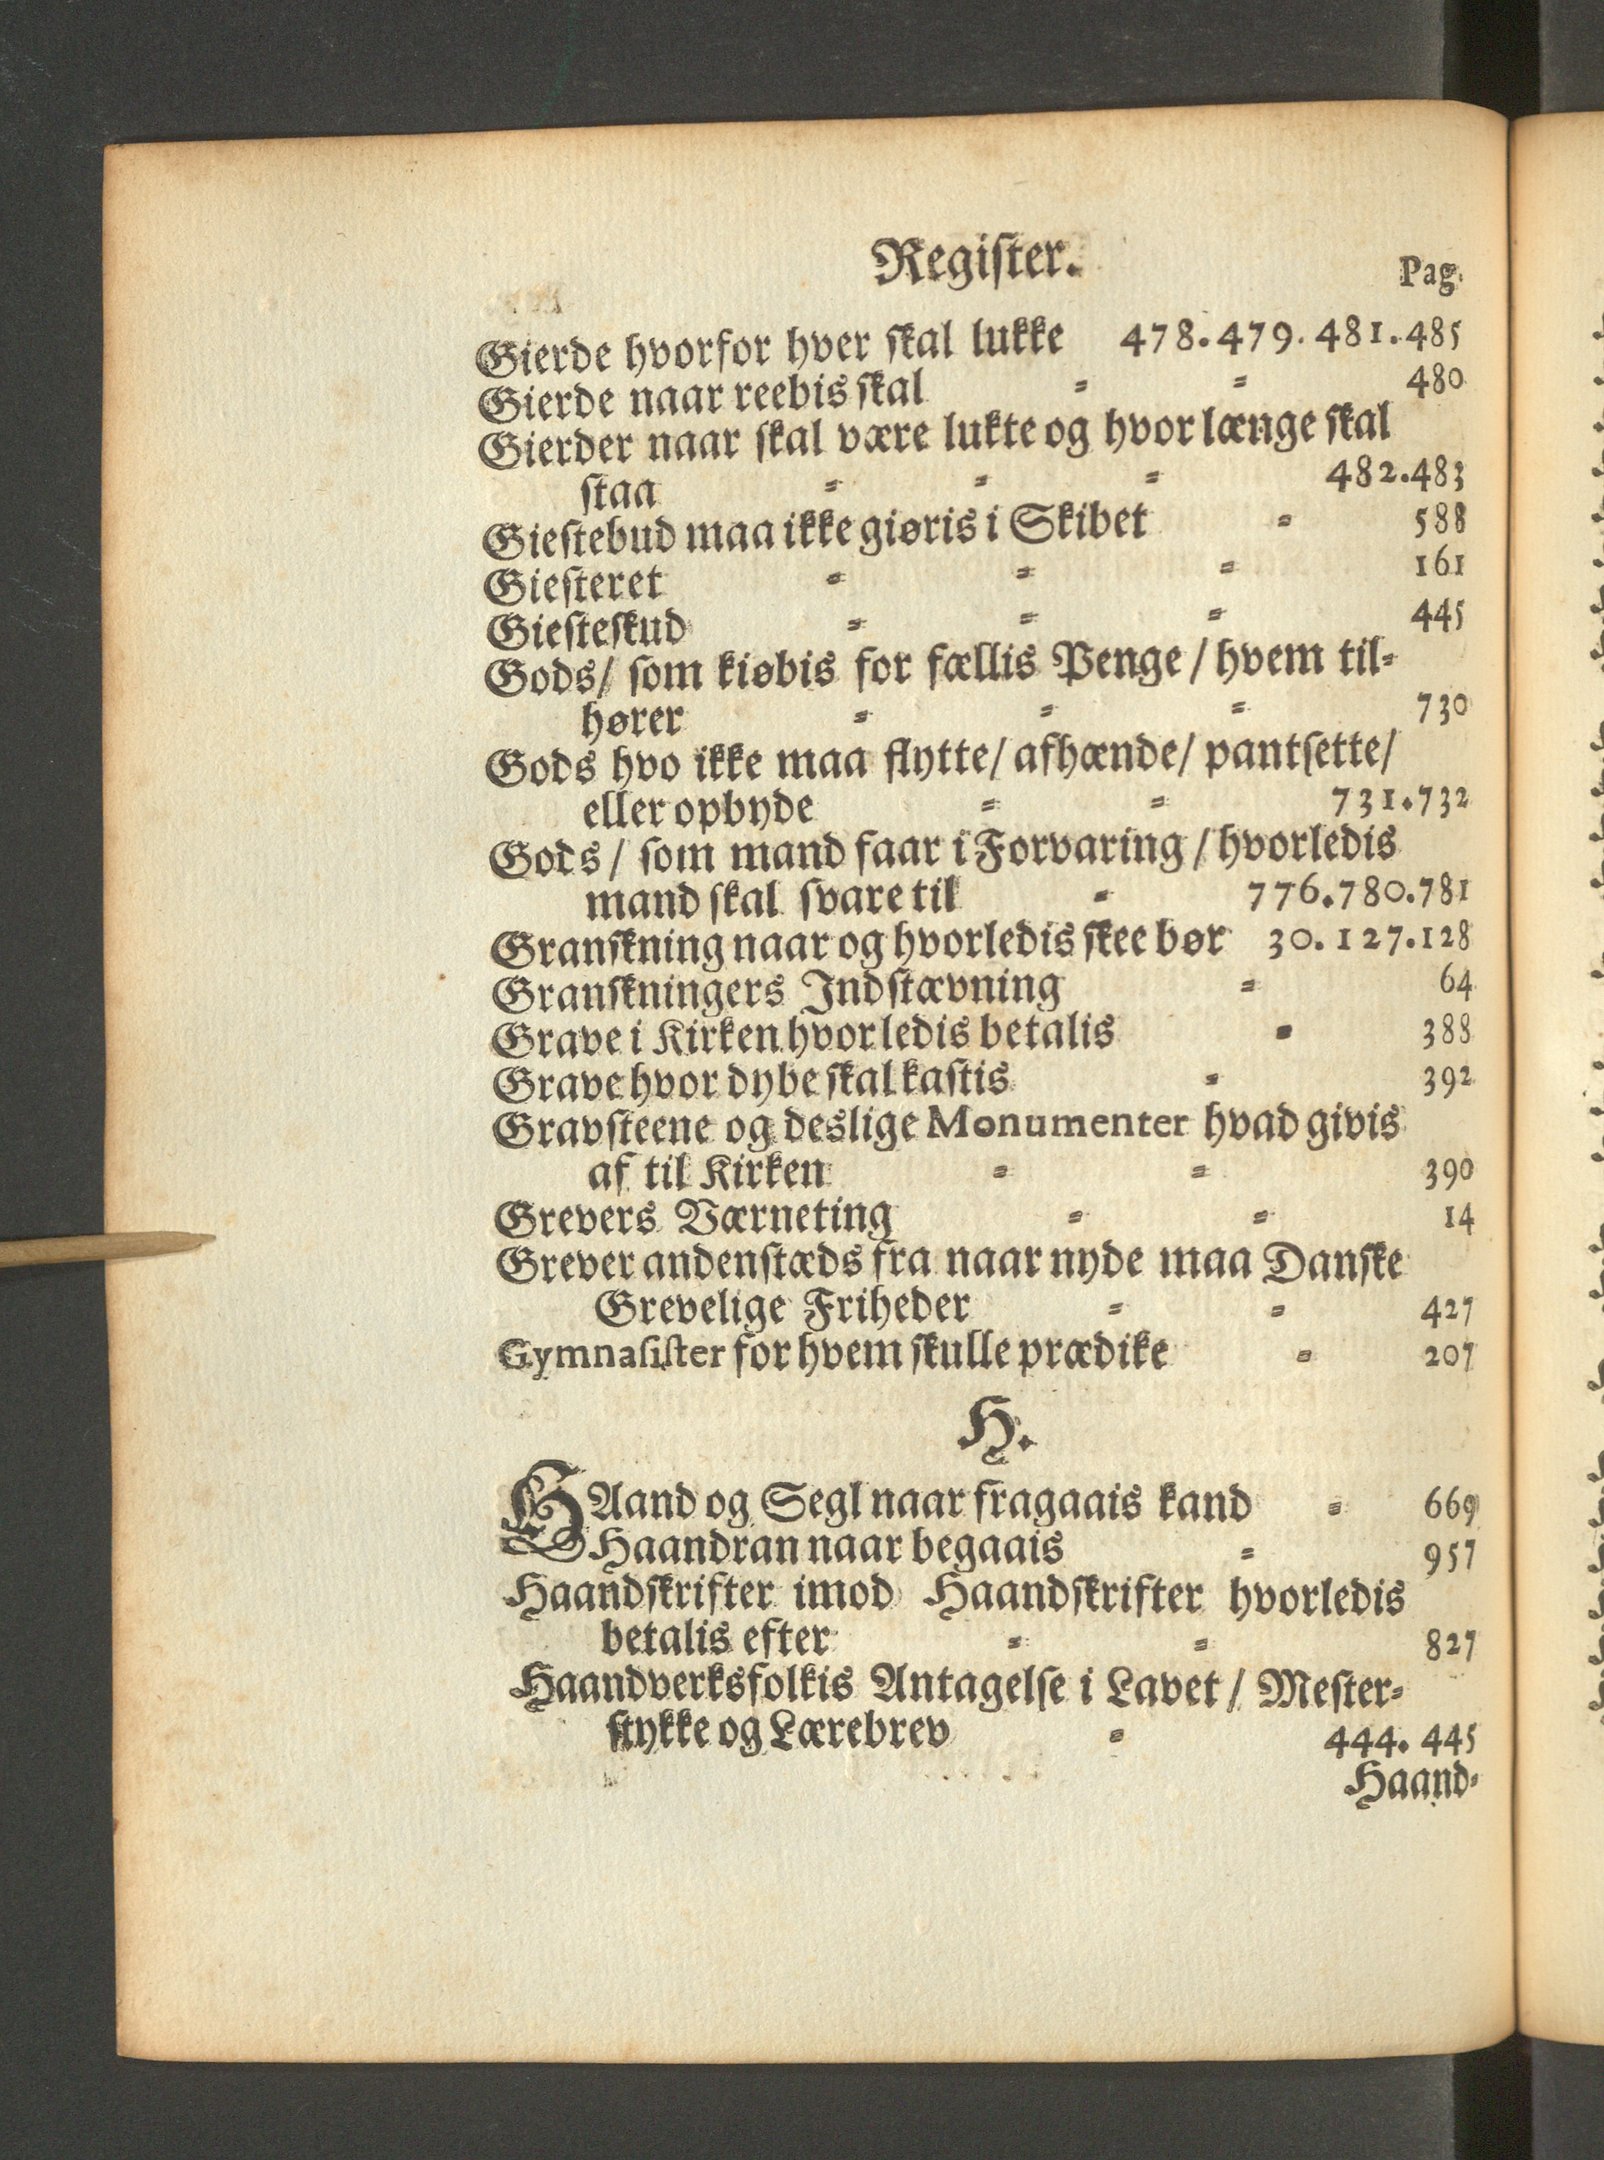 Register.
Pag.
Gierde hvorfor hver skal lukke 478.479.481.485
Gierde naar reebis skal = = 480
Gierder naar skal være lukte og hvor længe skal
staa = = = 482.483
Giestebud maa ikke giøris i Skibet = 588
Giesteret = = = 161
Giesteskud = = = 445
Gods/ som kiøbis for fællis Penge / hvem til=
hører = = = 730
Gods hvo ikke maa flytte/ afhænde/ pantsette/
eller opbyde = = 731.732
Gods / som mand faar i Forvaring / hvorledis
mand skal svare til = 776.780.781
Granskning naar og hvorledis skee bør 30.127.128
Granskningers Indstævning = 64
Grave i Kirken hvorledis betalis = 388
Grave hvor dybe skal kastis = 392
Gravsteene og deslige Monumenter hvad givis
af til Kirken = = 390
Grevers Værneting = = 14
Grever andenstæds fra naar nyde maa Danske
Grevelige Friheder = = 427
Gymnasister for hvem skulle prædike = 207
H.
HAand og Segl naar fragaais kand = 669
Haandran naar begaais = 957
Haandskrifter imod Haandskrifter hvorledis
betalis efter = = 827
Haandverksfolkis Antagelse i Lavet / Mester=
stykke og Lærebrev = 444. 445
Haand=